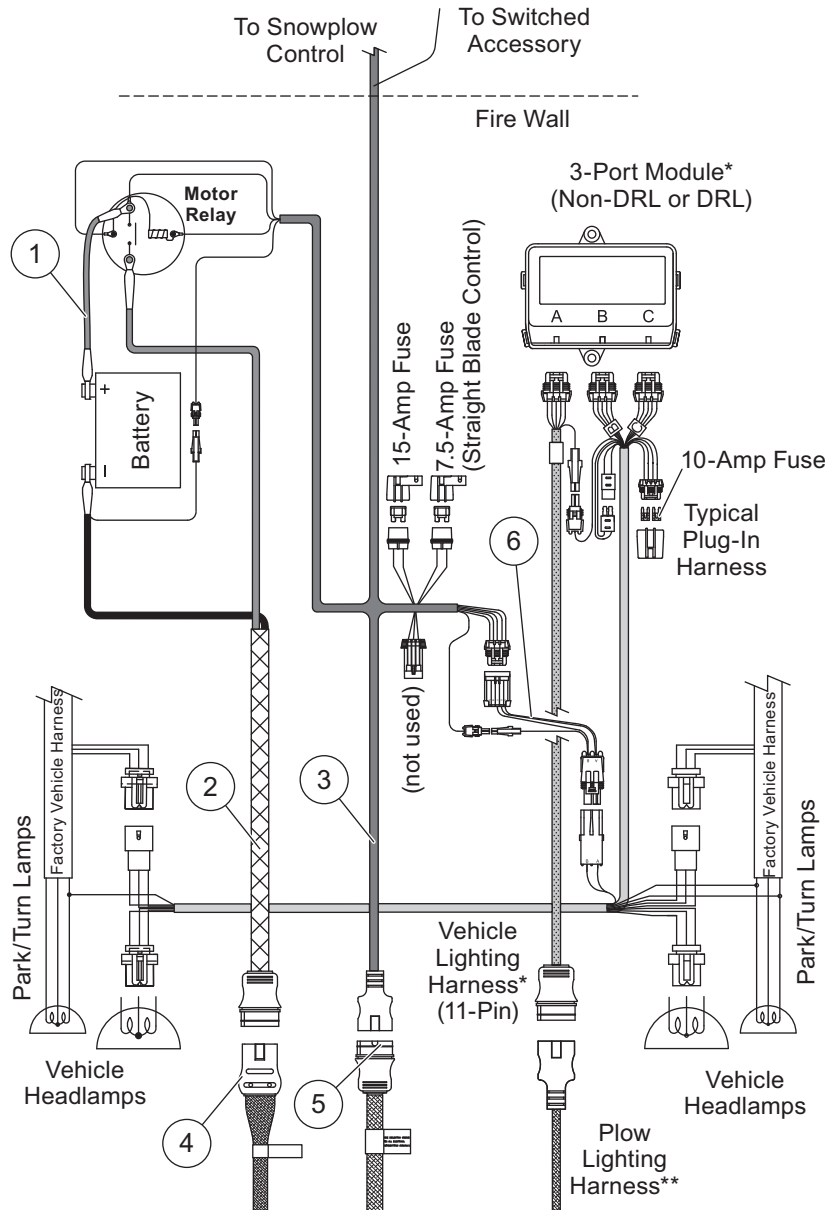 To Snowplow
Control
To Switched
Accessory
Fire Wall
Motor
Relay
3-Port Module*
(Non-DRL or DRL)
1
A B C
+
Battery
–
15-Amp Fuse
7.5-Amp Fuse
(Straight Blade Control)
10-Amp Fuse
Typical
Plug-In
Harness
6
(not used)
Factory Vehicle Harness
Park/Turn Lamps
2
3
Factory Vehicle Harness
Park/Turn Lamps
Vehicle
Lighting
Harness*
(11-Pin)
Vehicle
Headlamps
4
5
Vehicle
Headlamps
Plow
Lighting
Harness**